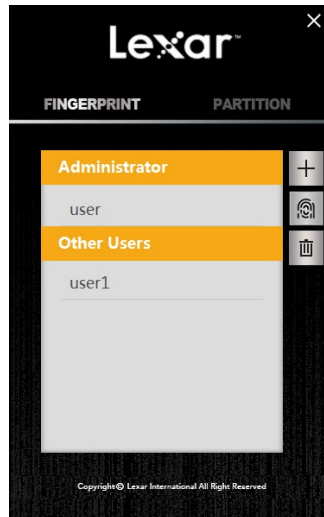 Lexar
FINGERPRINT PARTITION
Administrator
user
Other Users
user1
Copyright© Lexar International All Right Reserved